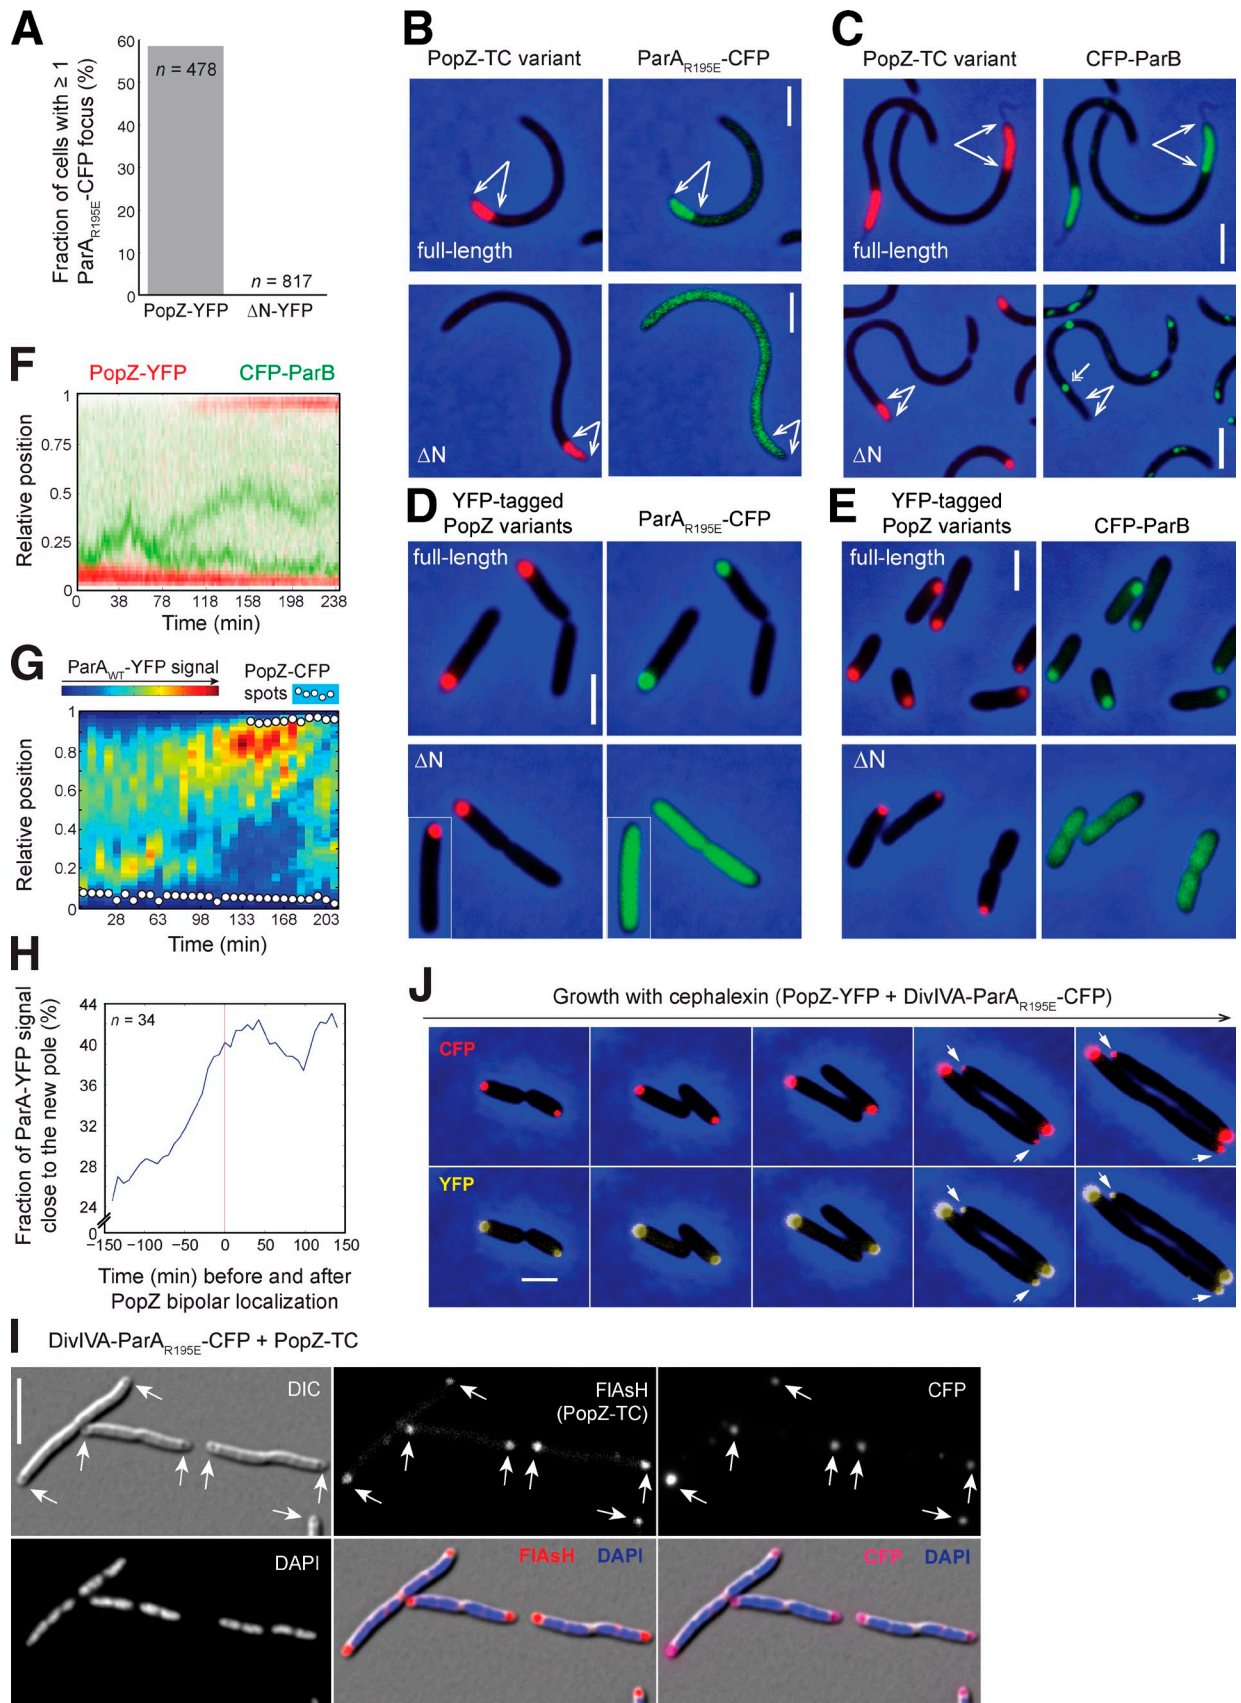 A
Fraction of cells with ≥ 1
ParA_R195E-CFP focus (%)
60
50
40
30
20
10
0
n = 478
n = 817
PopZ-YFP
ΔN-YFP
B
PopZ-TC variant
ParA_R195E-CFP
full-length
ΔN
C
PopZ-TC variant
CFP-ParB
full-length
ΔN
F
PopZ-YFP
CFP-ParB
Relative position
1
0.75
0.5
0.25
0
0
38
78
118
158
198
238
Time (min)
D
YFP-tagged
PopZ variants
ParA_R195E-CFP
full-length
ΔN
E
YFP-tagged
PopZ variants
CFP-ParB
full-length
ΔN
G
ParA_WT-YFP signal
PopZ-CFP
spots
Relative position
1
0.8
0.6
0.4
0.2
0
28
63
98
133
168
203
Time (min)
H
Fraction of ParA-YFP signal
close to the new pole (%)
44
40
36
32
28
24
0
n = 34
−150
−100
−50
0
50
100
150
Time (min) before and after
PopZ bipolar localization
J
Growth with cephalexin (PopZ-YFP + DivIVA-ParA_R195E-CFP)
CFP
YFP
I
DivIVA-ParA_R195E-CFP + PopZ-TC
DIC
FlAsH
(PopZ-TC)
CFP
DAPI
FlAsH DAPI
CFP DAPI